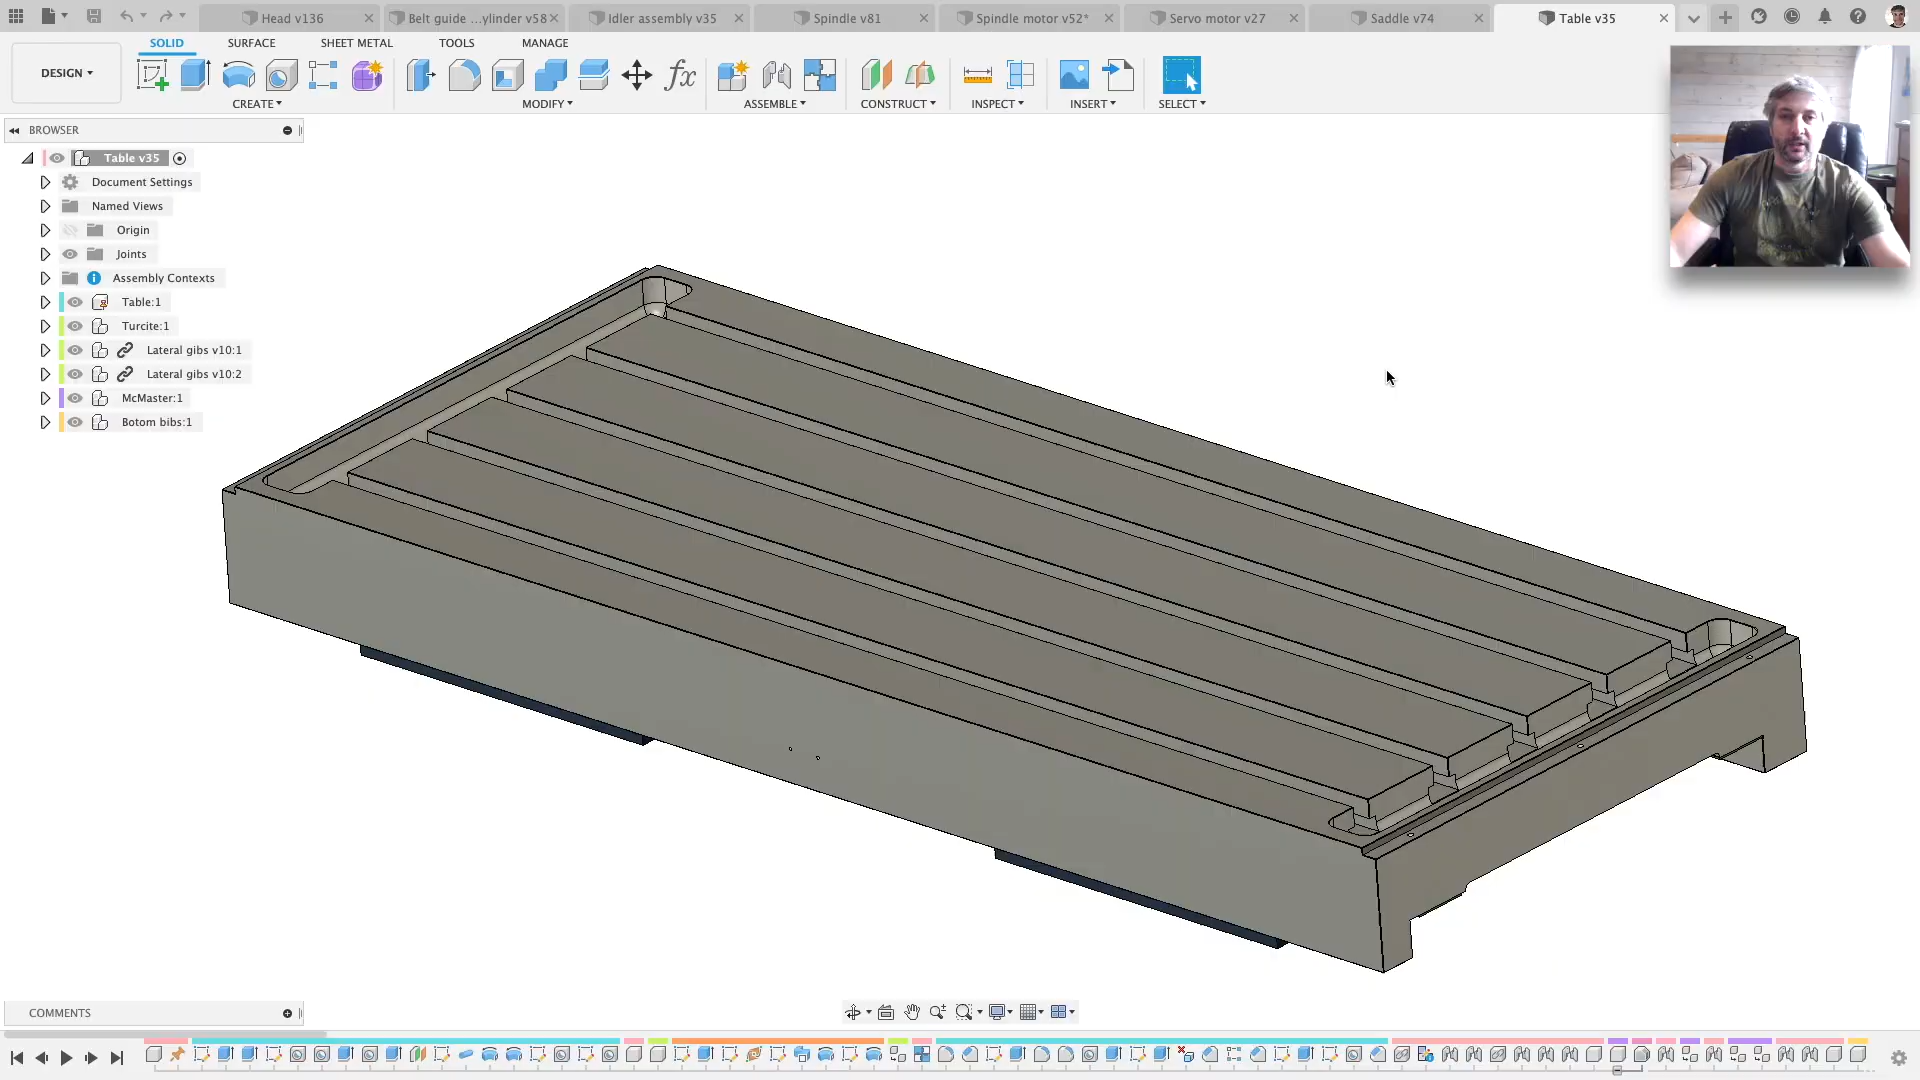 Head v136
Belt guide ...ylinder v58
Idler assembly v35
Spindle v81
Spindle motor v52*
Servo motor v27
Saddle v74
Table v35
SOLID
SURFACE
SHEET METAL
TOOLS
MANAGE
DESIGN
fx
CREATE
MODIFY
ASSEMBLE
CONSTRUCT
INSPECT
INSERT
SELECT
BROWSER
Table v35
Document Settings
Named Views
Origin
Joints
Assembly Contexts
Table:1
Turcite:1
Lateral gibs v10:1
Lateral gibs v10:2
McMaster:1
Botom bibs:1
COMMENTS